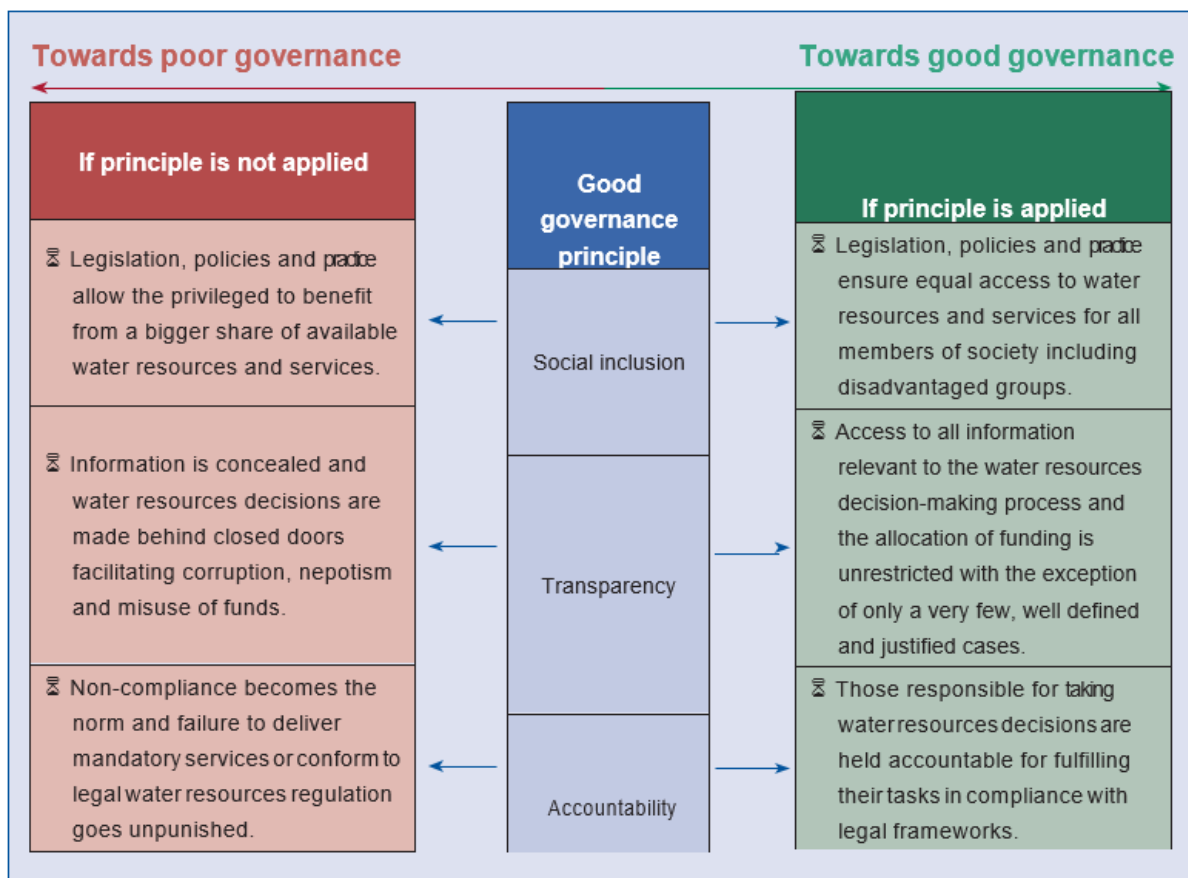 Towards poor governance
Towards good governance
If principle is not applied
Good
governance
principle
If principle is applied
Legislation, policies and practice
allow the privileged to benefit
from a bigger share of available
water resources and services.
Social inclusion
Legislation, policies and practice
ensure equal access to water
resources and services for all
members of society including
disadvantaged groups.
Information is concealed and
water resources decisions are
made behind closed doors
facilitating corruption, nepotism
and misuse of funds.
Transparency
Access to all information
relevant to the water resources
decision-making process and
the allocation of funding is
unrestricted with the exception
of only a very few, well defined
and justified cases.
Non-compliance becomes the
norm and failure to deliver
mandatory services or conform to
legal water resources regulation
goes unpunished.
Accountability
Those responsible for taking
water resources decisions are
held accountable for fulfilling
their tasks in compliance with
legal frameworks.